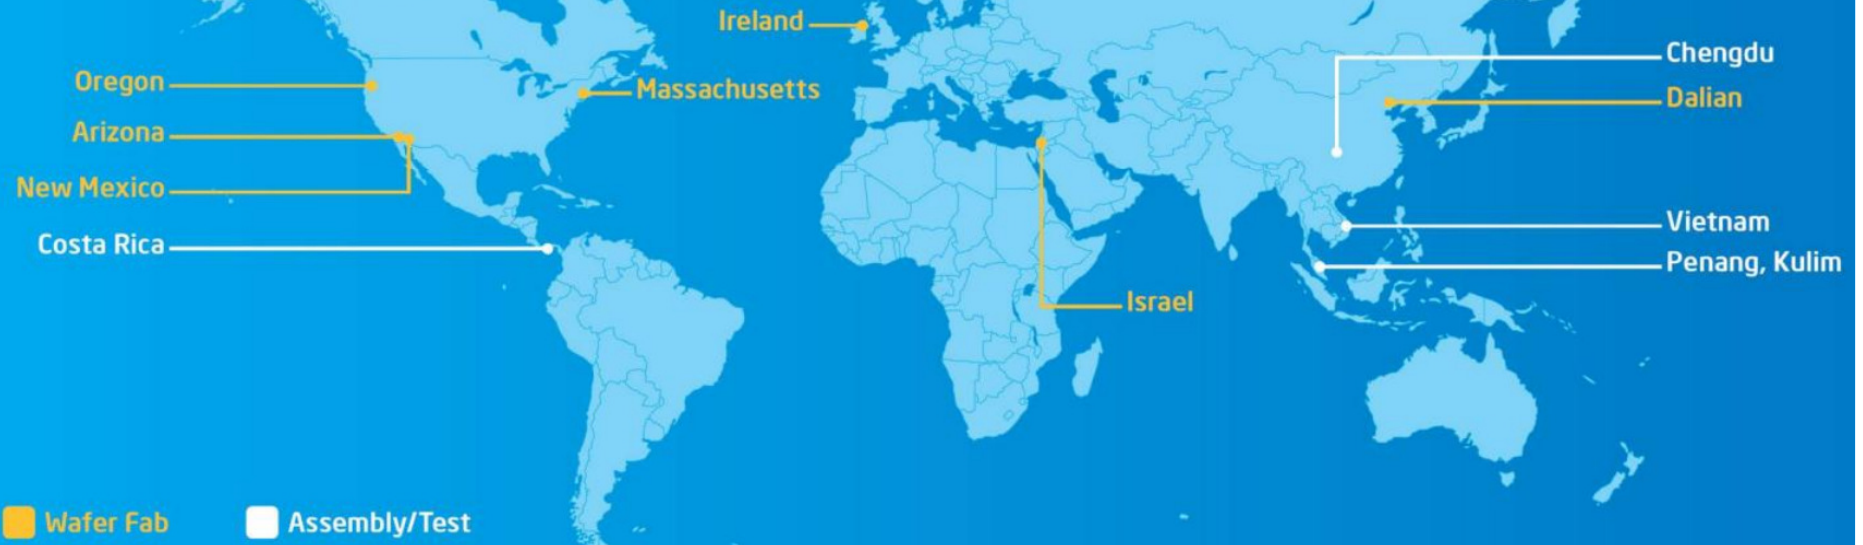 Ireland
Chengdu
Oregon
Massachusetts
Dalian
Arizona
New Mexico
Vietnam
Costa Rica
Penang, Kulim
Israel
Wafer Fab
Assembly/Test